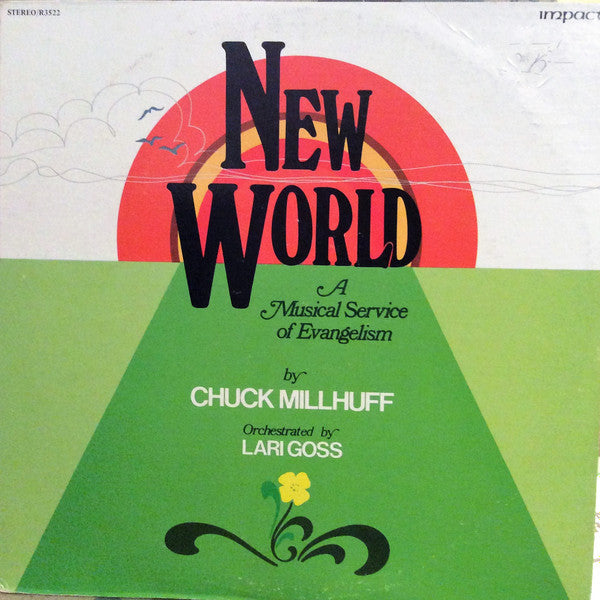 STEREO/R3522
impact
NEW
WORLD
A
Musical Service
of Evangelism
by
CHUCK MILLHUFF
Orchestrated by
LARI GOSS